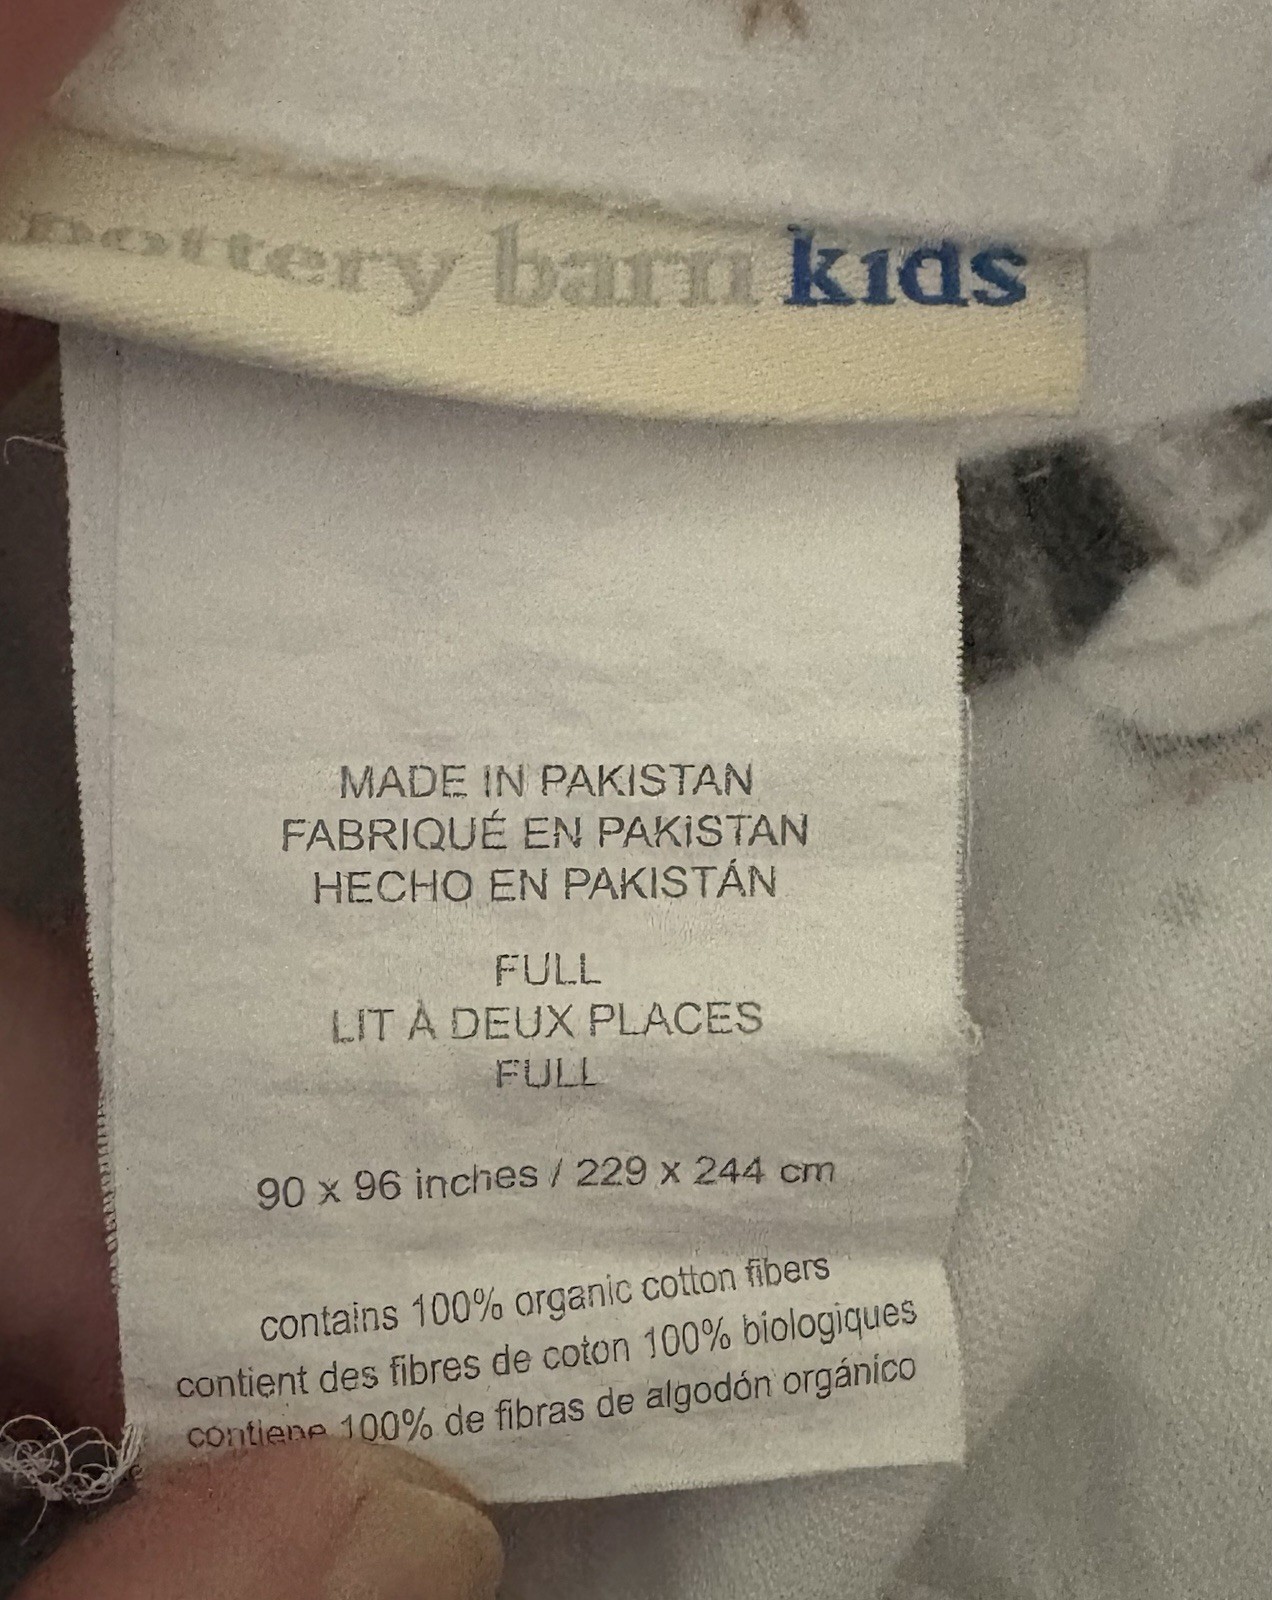 pottery barn kids
MADE IN PAKISTAN
FABRIQUÉ EN PAKISTAN
HECHO EN PAKISTÁN
FULL
LIT À DEUX PLACES
FULL
90 x 96 inches / 229 x 244 cm
contains 100% organic cotton fibers
contient des fibres de coton 100% biologiques
contiene 100% de fibras de algodón orgánico